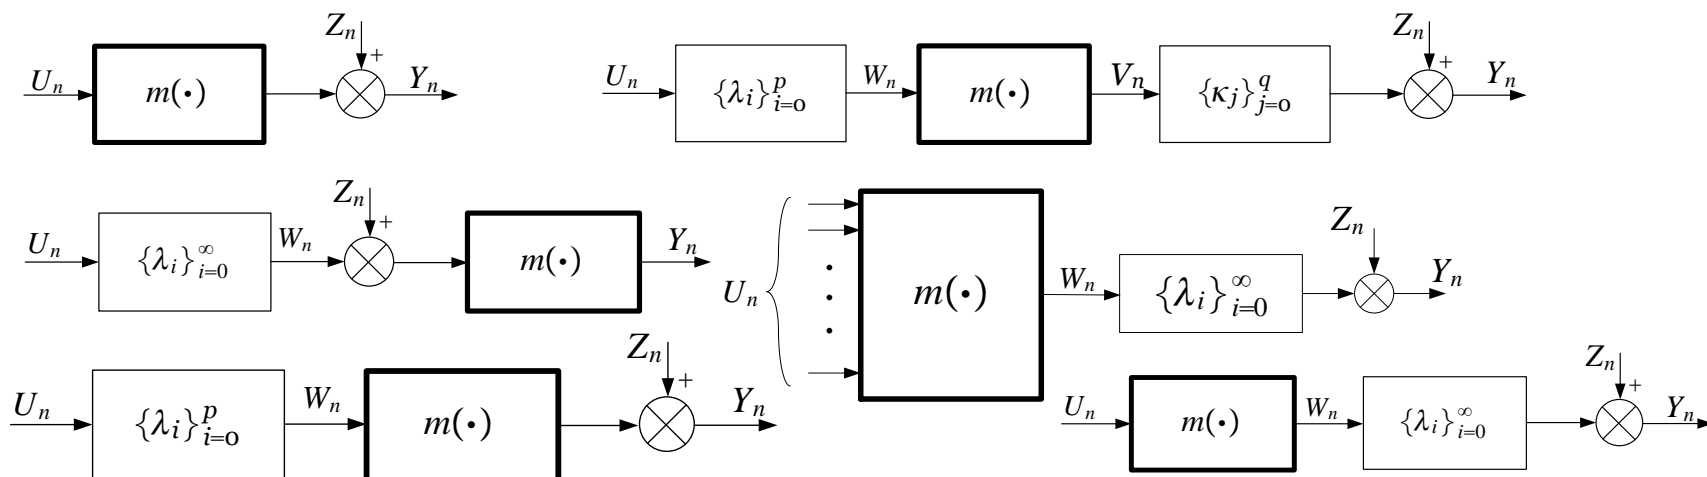 Z_n
U_n m(·) + Y_n
Z_n
U_n {λ_i}_{i=0}^p W_n m(·) V_n {κ_j}_{j=0}^q + Y_n
Z_n
U_n {λ_i}_{i=0}^∞ W_n + m(·) Y_n
Z_n
U_n m(·) W_n {λ_i}_{i=0}^∞ Y_n
Z_n
U_n {λ_i}_{i=0}^p W_n m(·) + Y_n
Z_n
U_n m(·) W_n {λ_i}_{i=0}^∞ + Y_n